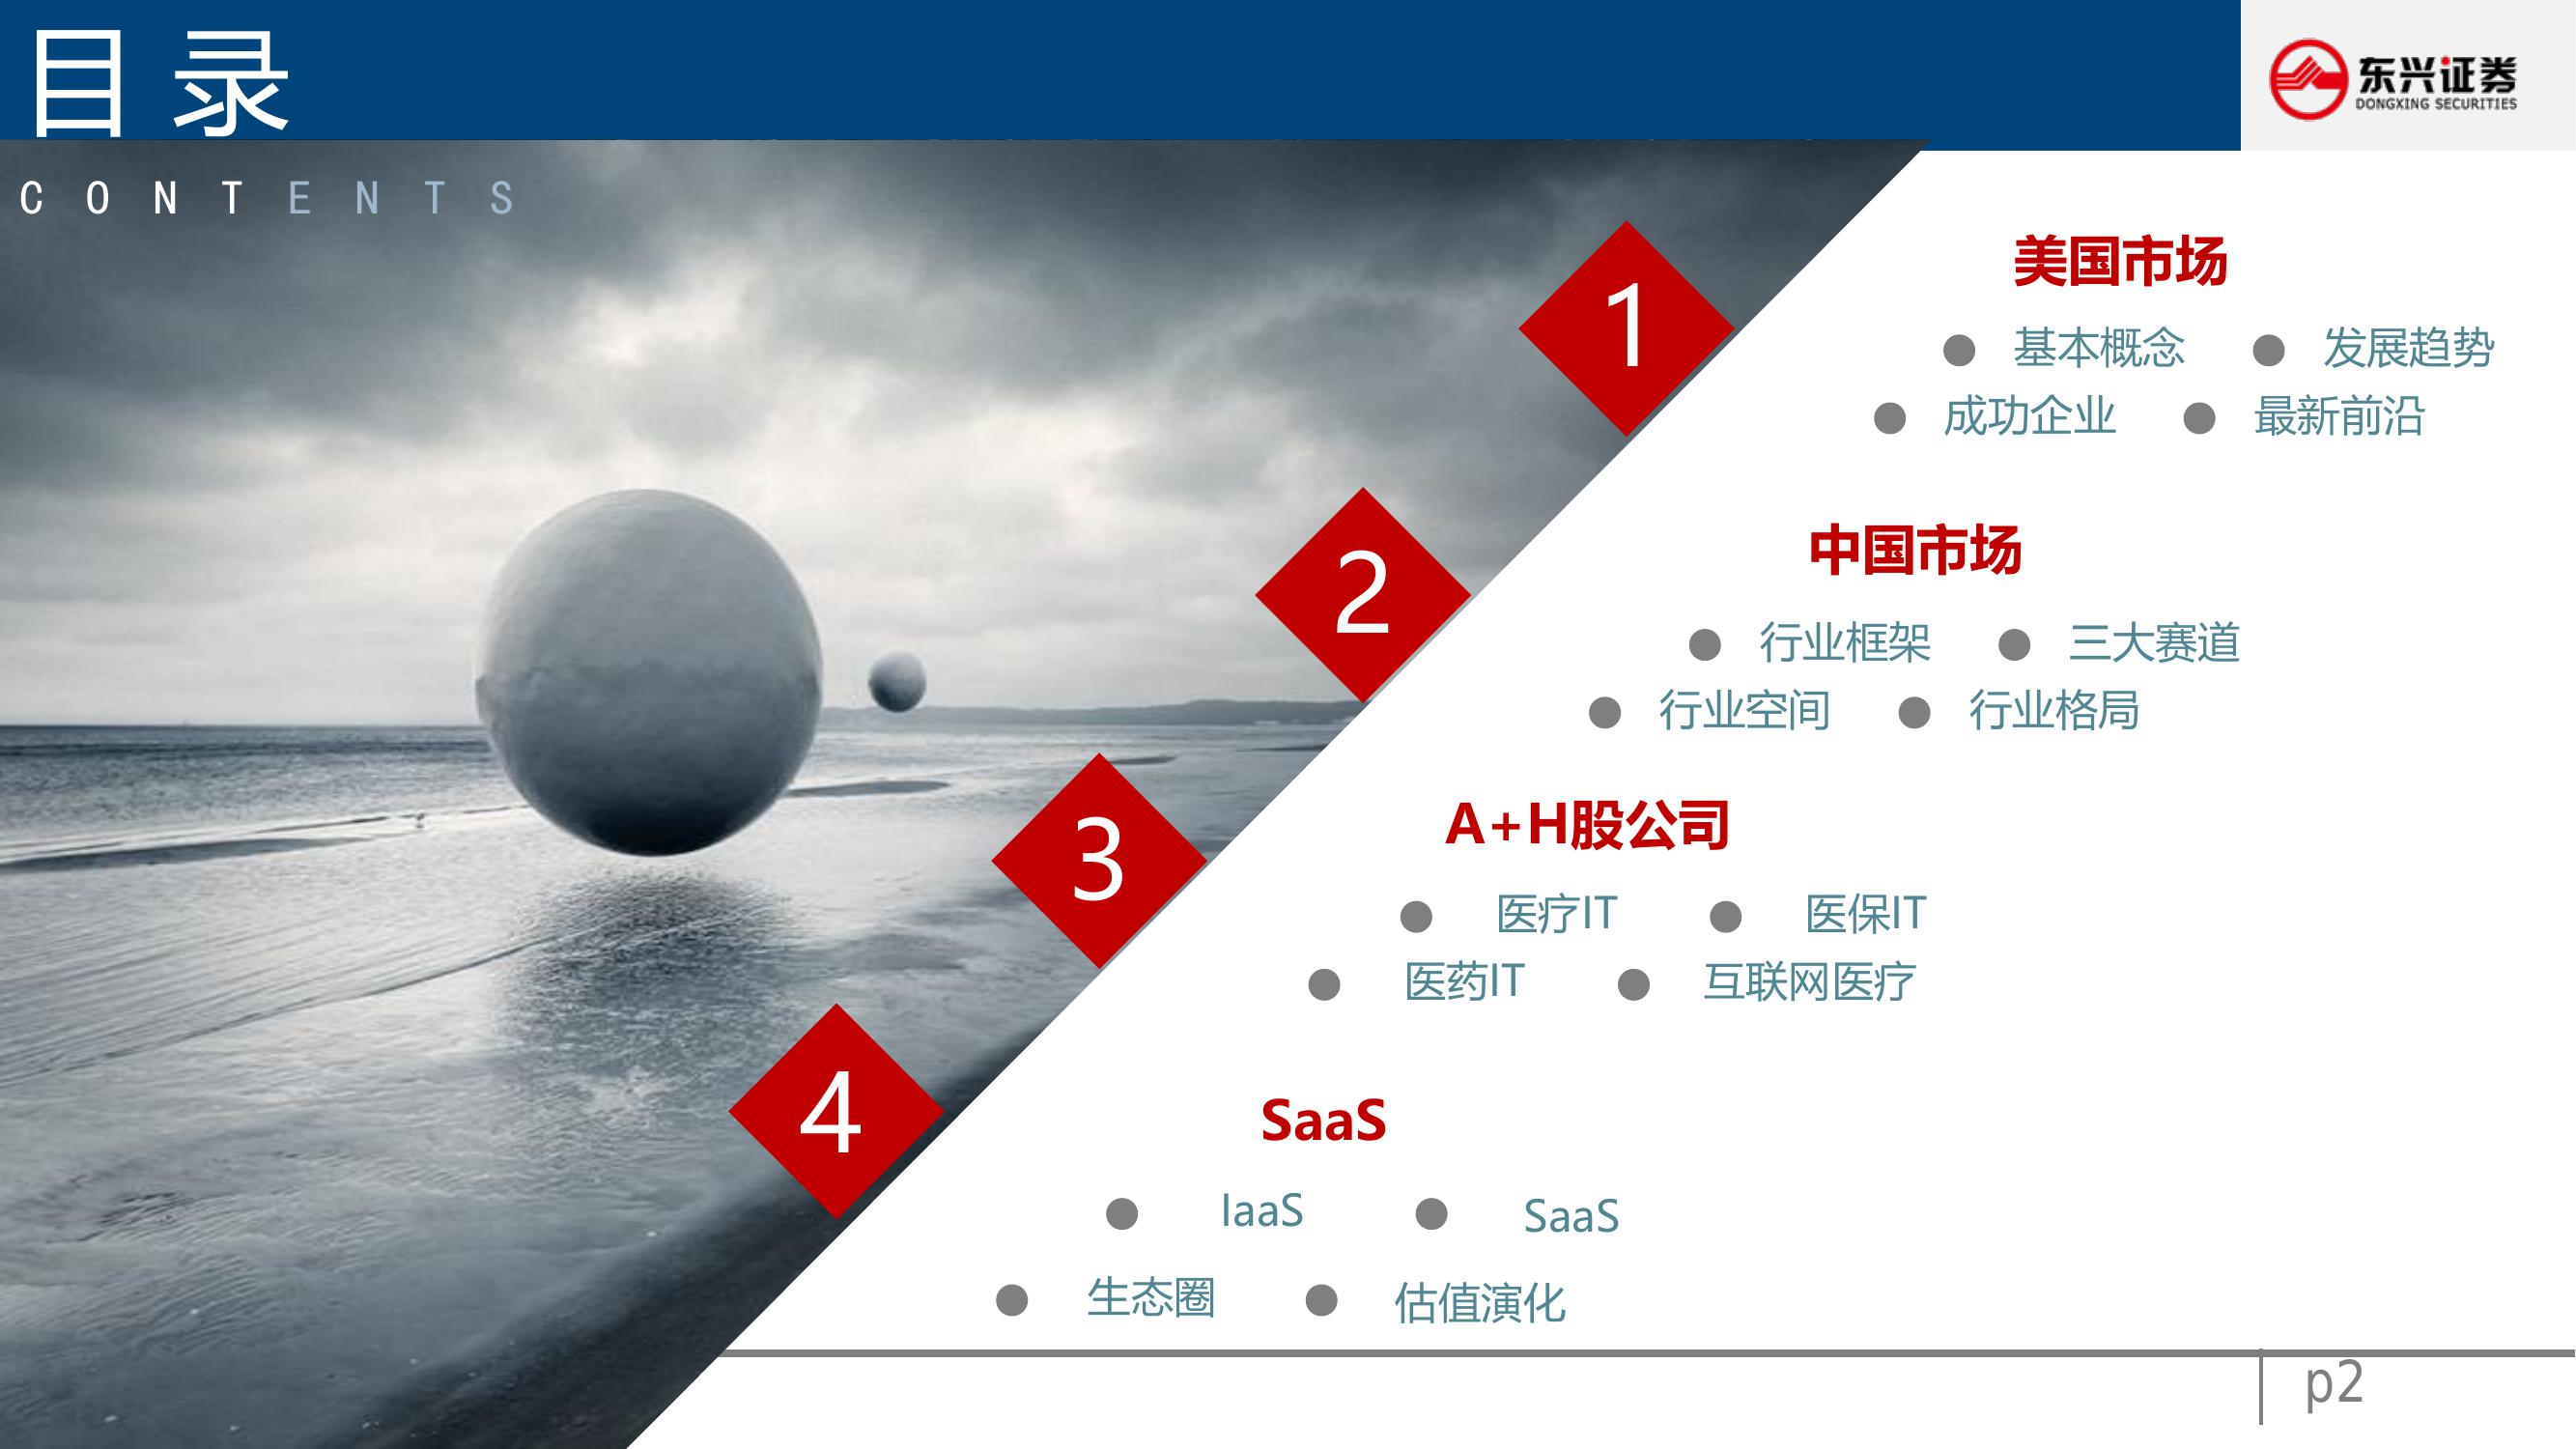 目录
东兴证券
DONGXING SECURITIES
CONTENTS
1
美国市场
基本概念 发展趋势
成功企业 最新前沿
2
中国市场
行业框架 三大赛道
行业空间 行业格局
3
A+H股公司
医疗IT 医保IT
医药IT 互联网医疗
4
SaaS
IaaS SaaS
生态圈 估值演化
p2